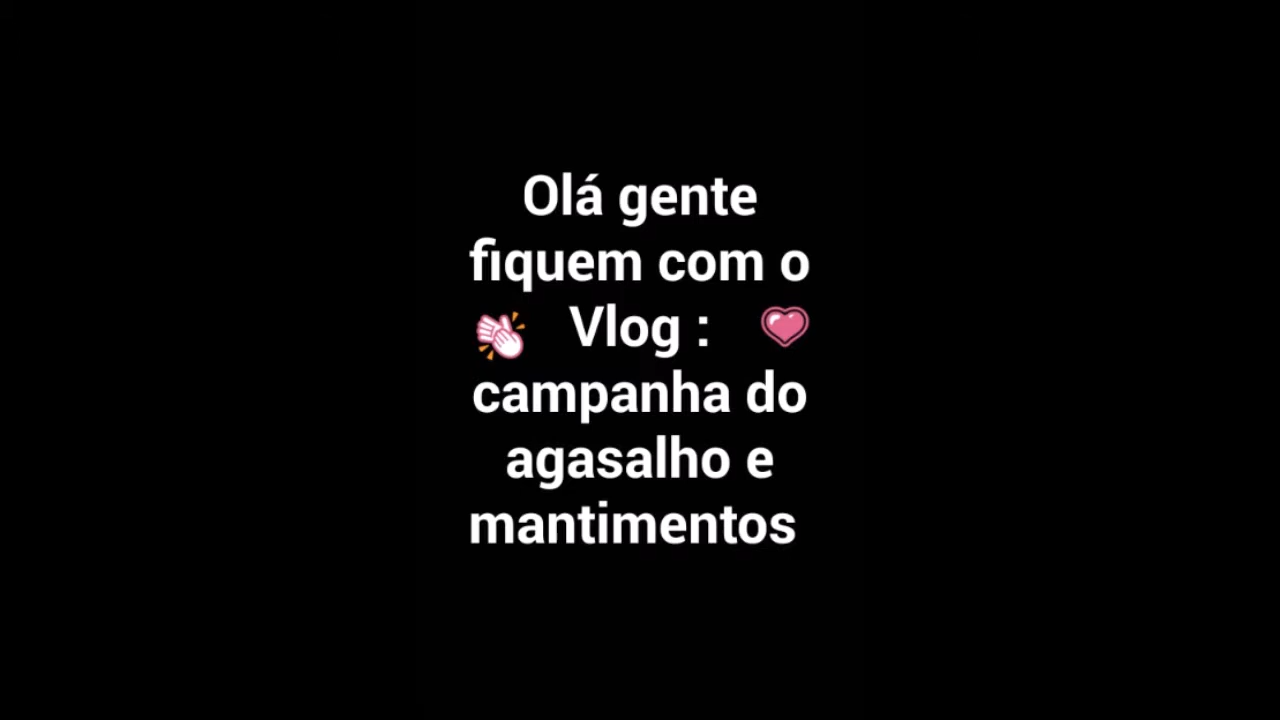 Olá gente
fiquem com o
👏 Vlog : 💗
campanha do
agasalho e
mantimentos